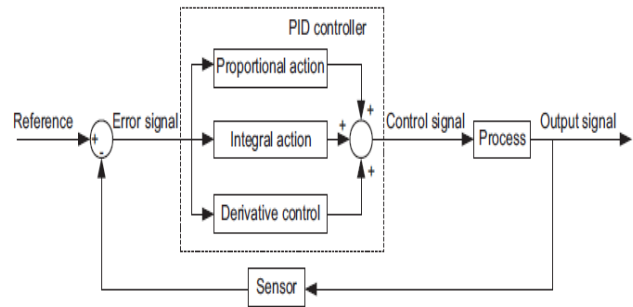 PID controller
Proportional action
Reference
+
-
Error signal
Integral action
+
+
+
Control signal
Process
Output signal
Derivative control
Sensor